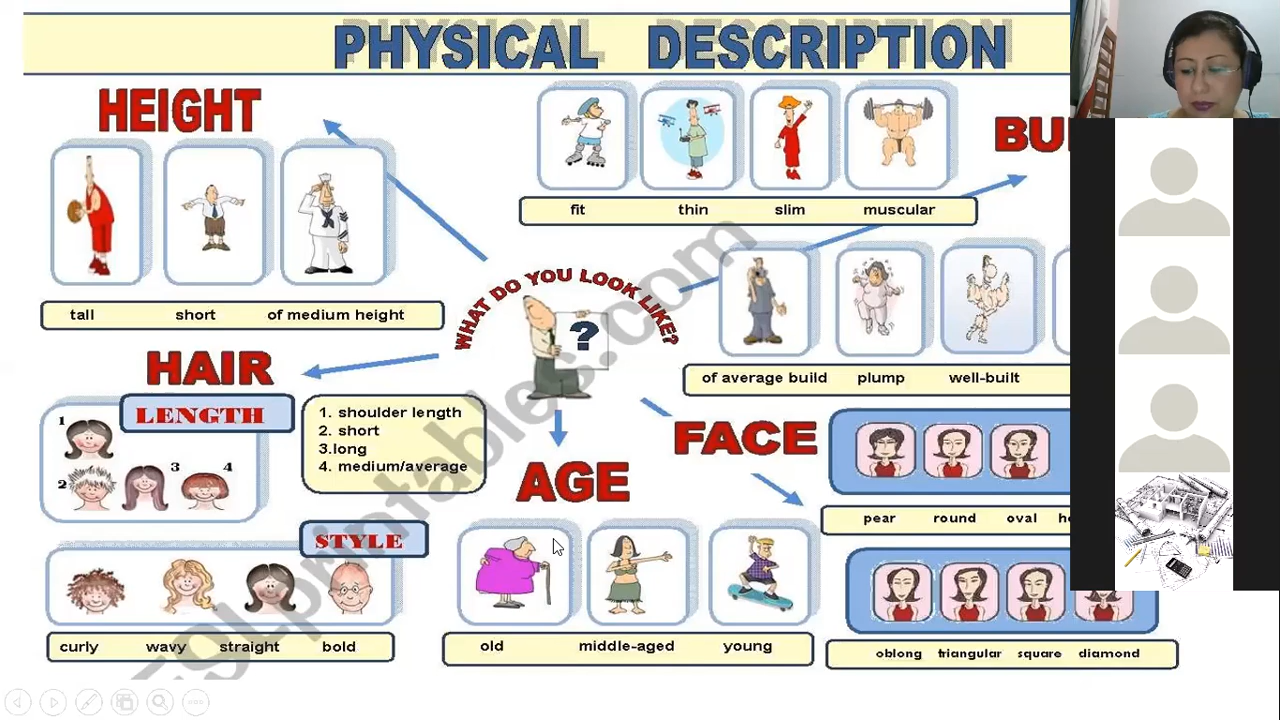 PHYSICAL DESCRIPTION
HEIGHT
tall short of medium height
fit thin slim muscular
WHAT DO YOU LOOK LIKE?
?
of average build plump well-built
HAIR
LENGTH
1
2
3
4
1. shoulder length
2. short
3.long
4. medium/average
STYLE
curly wavy straight bold
AGE
old middle-aged young
FACE
pear round oval
oblong triangular square diamond